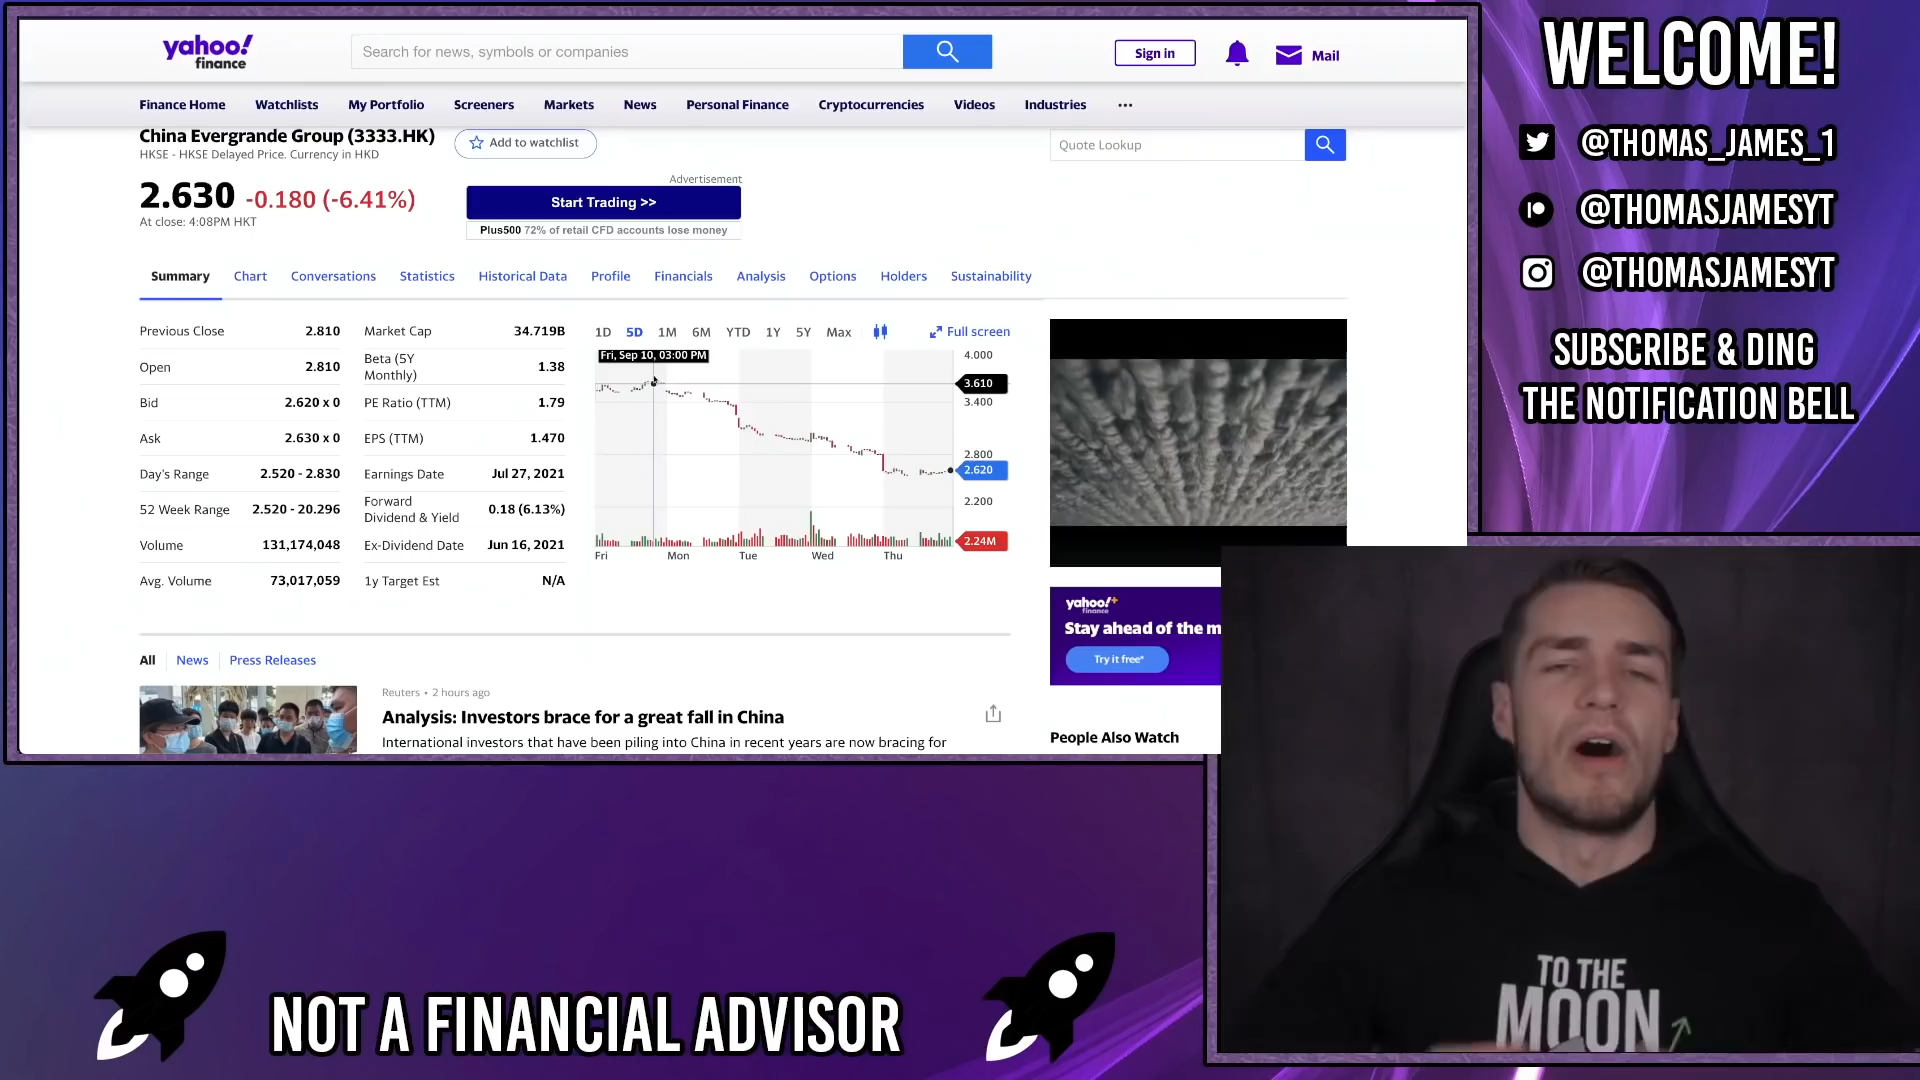 yahoo!
finance
Search for news, symbols or companies
Sign in
Mail
Finance Home
Watchlists
My Portfolio
Screeners
Markets
News
Personal Finance
Cryptocurrencies
Videos
Industries
...
China Evergrande Group (3333.HK)
HKSE - HKSE Delayed Price. Currency in HKD
Add to watchlist
Quote Lookup
2.630 -0.180 (-6.41%)
At close: 4:08PM HKT
Advertisement
Start Trading >>
Plus500 72% of retail CFD accounts lose money
Summary
Chart
Conversations
Statistics
Historical Data
Profile
Financials
Analysis
Options
Holders
Sustainability
Previous Close 2.810
Open 2.810
Bid 2.620 x 0
Ask 2.630 x 0
Day's Range 2.520 - 2.830
52 Week Range 2.520 - 20.296
Volume 131,174,048
Avg. Volume 73,017,059
Market Cap 34.719B
Beta (5Y
Monthly) 1.38
PE Ratio (TTM) 1.79
EPS (TTM) 1.470
Earnings Date Jul 27, 2021
Forward
Dividend & Yield 0.18 (6.13%)
Ex-Dividend Date Jun 16, 2021
1y Target Est N/A
1D 5D 1M 6M YTD 1Y 5Y Max
Full screen
Fri, Sep 10, 03:00 PM
4.000
3.610
3.400
2.800
2.620
2.200
2.24M
Fri Mon Tue Wed Thu
yahoo!+
finance
Stay ahead of the m
Try it free*
People Also Watch
All
News
Press Releases
Reuters • 2 hours ago
Analysis: Investors brace for a great fall in China
International investors that have been piling into China in recent years are now bracing for
WELCOME!
@THOMAS_JAMES_1
@THOMASJAMESYT
@THOMASJAMESYT
SUBSCRIBE & DING
THE NOTIFICATION BELL
TO THE
MOON
NOT A FINANCIAL ADVISOR